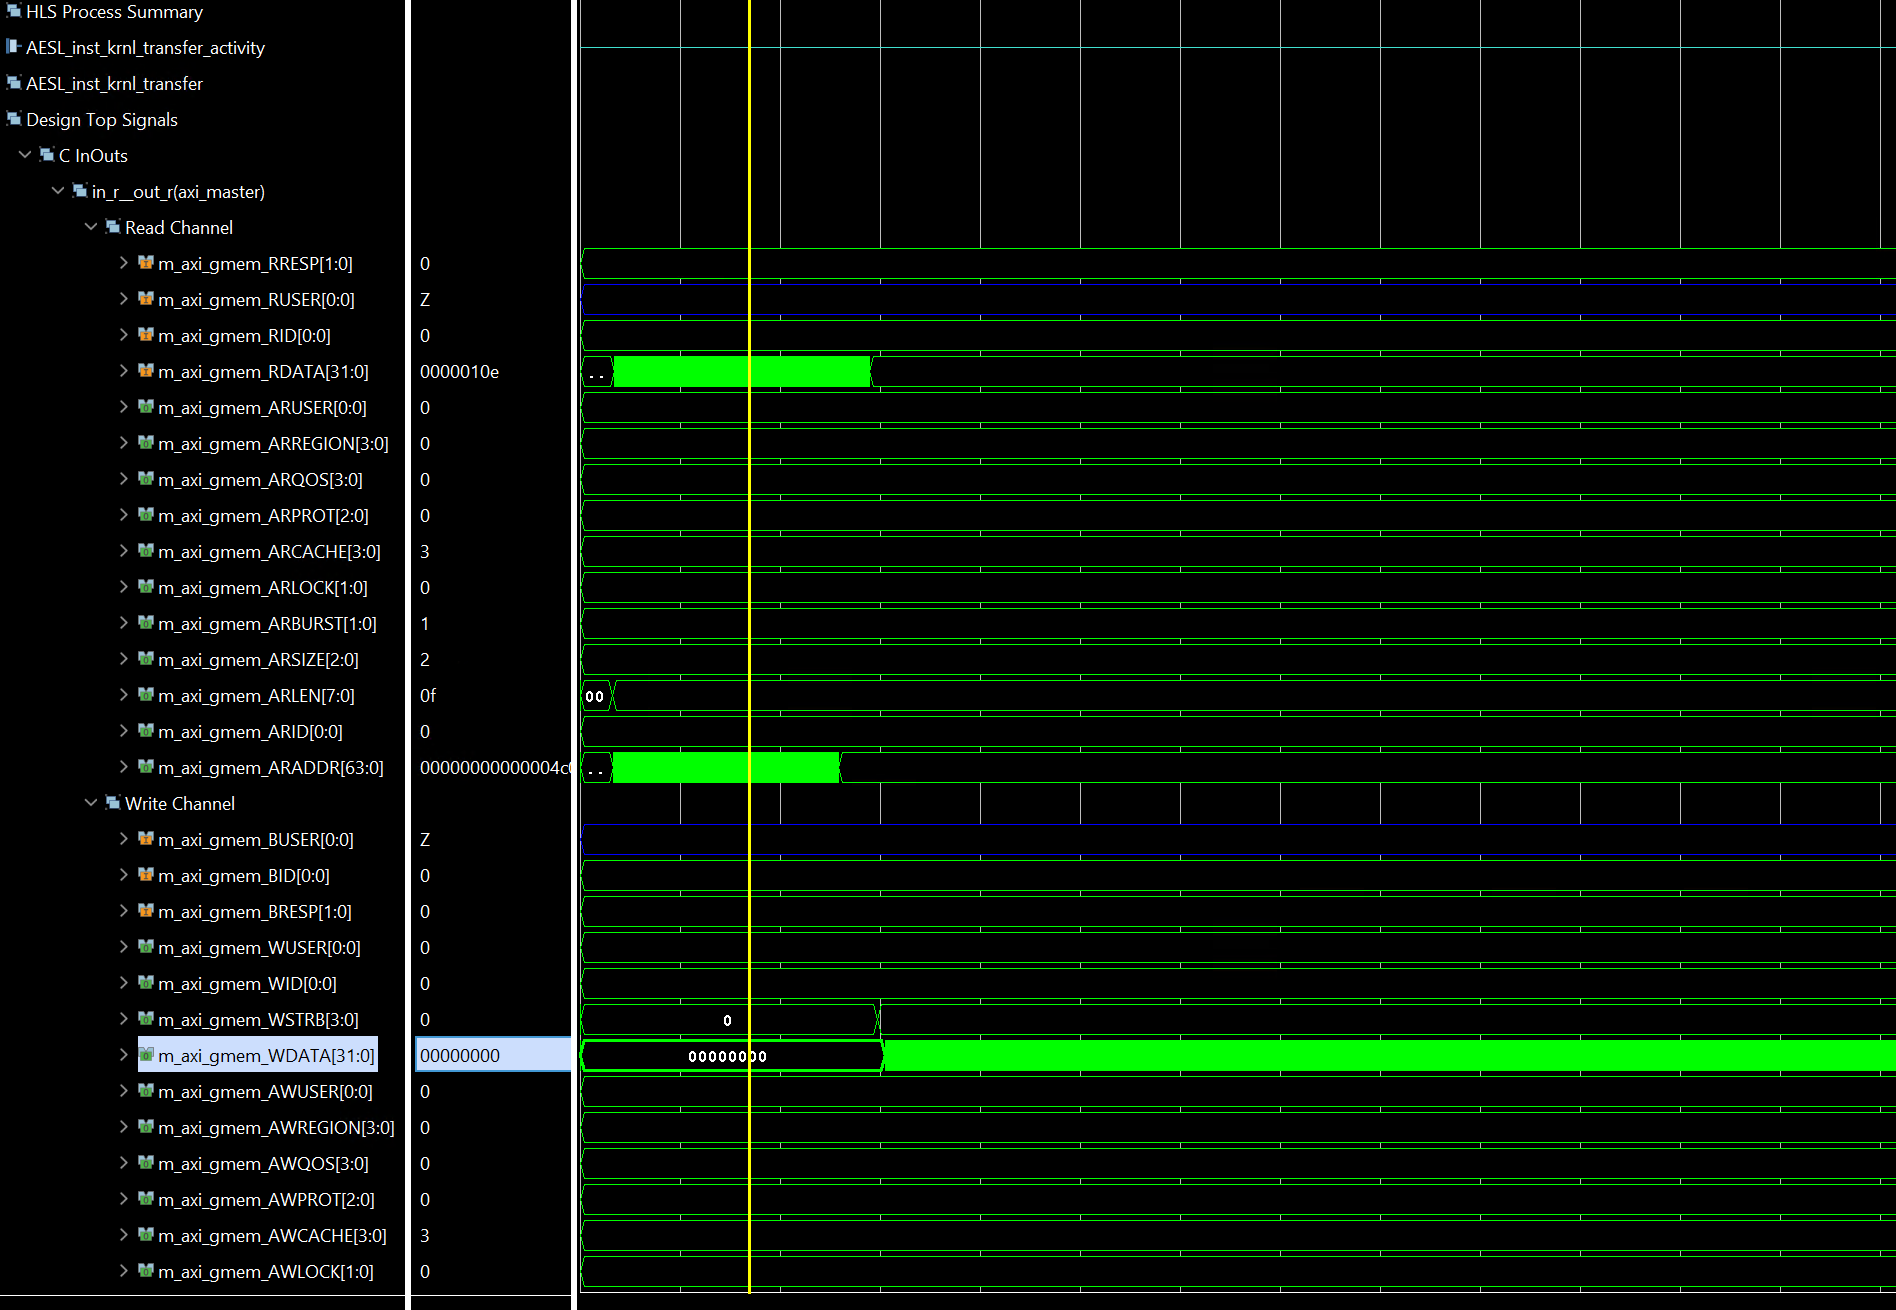 HLS Process Summary
AESL_inst_krnl_transfer_activity
AESL_inst_krnl_transfer
Design Top Signals
C InOuts
in_r__out_r(axi_master)
Read Channel
m_axi_gmem_RRESP[1:0] 0
m_axi_gmem_RUSER[0:0] Z
m_axi_gmem_RID[0:0] 0
m_axi_gmem_RDATA[31:0] 0000010e ..
m_axi_gmem_ARUSER[0:0] 0
m_axi_gmem_ARREGION[3:0] 0
m_axi_gmem_ARQOS[3:0] 0
m_axi_gmem_ARPROT[2:0] 0
m_axi_gmem_ARCACHE[3:0] 3
m_axi_gmem_ARLOCK[1:0] 0
m_axi_gmem_ARBURST[1:0] 1
m_axi_gmem_ARSIZE[2:0] 2
m_axi_gmem_ARLEN[7:0] 0f 00
m_axi_gmem_ARID[0:0] 0
m_axi_gmem_ARADDR[63:0] 00000000000004c ..
Write Channel
m_axi_gmem_BUSER[0:0] Z
m_axi_gmem_BID[0:0] 0
m_axi_gmem_BRESP[1:0] 0
m_axi_gmem_WUSER[0:0] 0
m_axi_gmem_WID[0:0] 0
m_axi_gmem_WSTRB[3:0] 0 0
m_axi_gmem_WDATA[31:0] 00000000 00000000
m_axi_gmem_AWUSER[0:0] 0
m_axi_gmem_AWREGION[3:0] 0
m_axi_gmem_AWQOS[3:0] 0
m_axi_gmem_AWPROT[2:0] 0
m_axi_gmem_AWCACHE[3:0] 3
m_axi_gmem_AWLOCK[1:0] 0